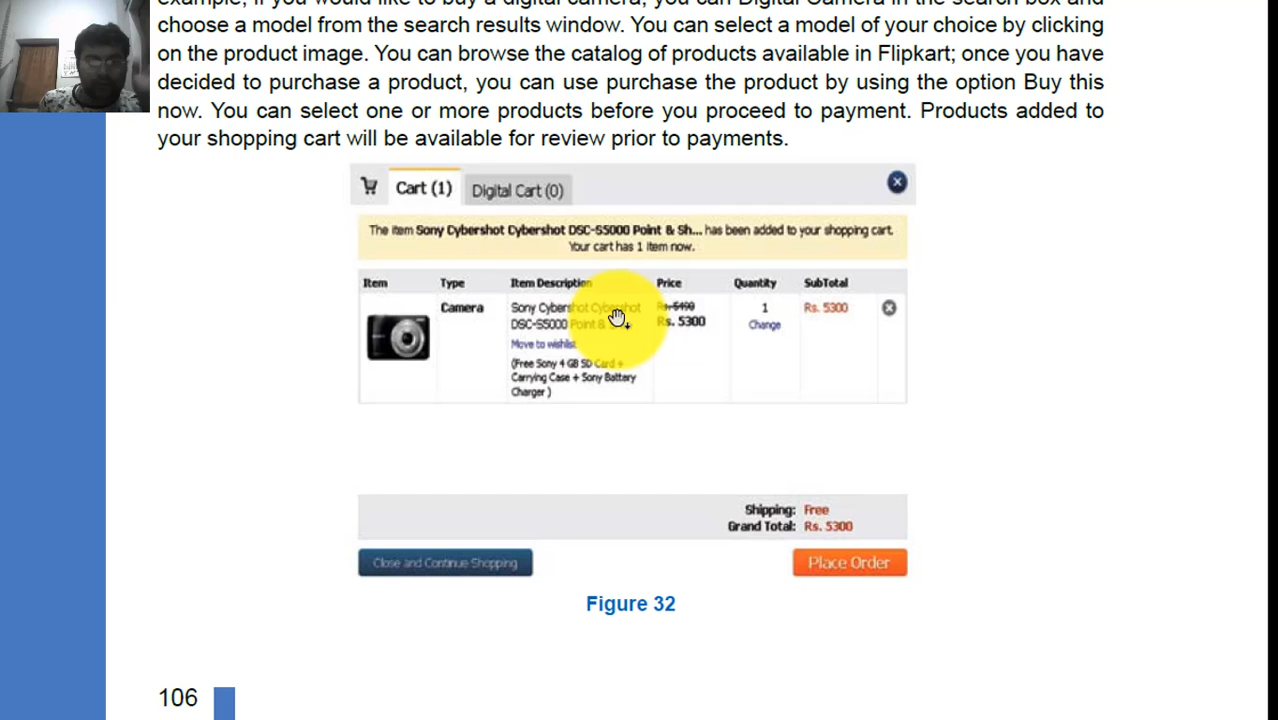 example, if you would like to buy a digital camera, you can Digital Camera in the search box and
choose a model from the search results window. You can select a model of your choice by clicking
on the product image. You can browse the catalog of products available in Flipkart; once you have
decided to purchase a product, you can use purchase the product by using the option Buy this
now. You can select one or more products before you proceed to payment. Products added to
your shopping cart will be available for review prior to payments.
Cart (1) Digital Cart (0)
The item Sony Cybershot Cybershot DSC-S5000 Point & Sh... has been added to your shopping cart.
Your cart has 1 item now.
Item Type Item Description Price Quantity SubTotal
Camera Sony Cybershot Cybershot Rs. 5490 1 Rs. 5300
DSC-S5000 Point & Rs. 5300 Change
Move to wishlist
(Free Sony 4 GB SD Card +
Carrying Case + Sony Battery
Charger )
Shipping: Free
Grand Total: Rs. 5300
Close and Continue Shopping Place Order
Figure 32
106